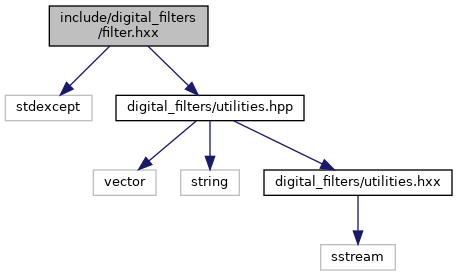 include/digital_filters
/filter.hxx
stdexcept
digital_filters/utilities.hpp
vector
string
digital_filters/utilities.hxx
sstream